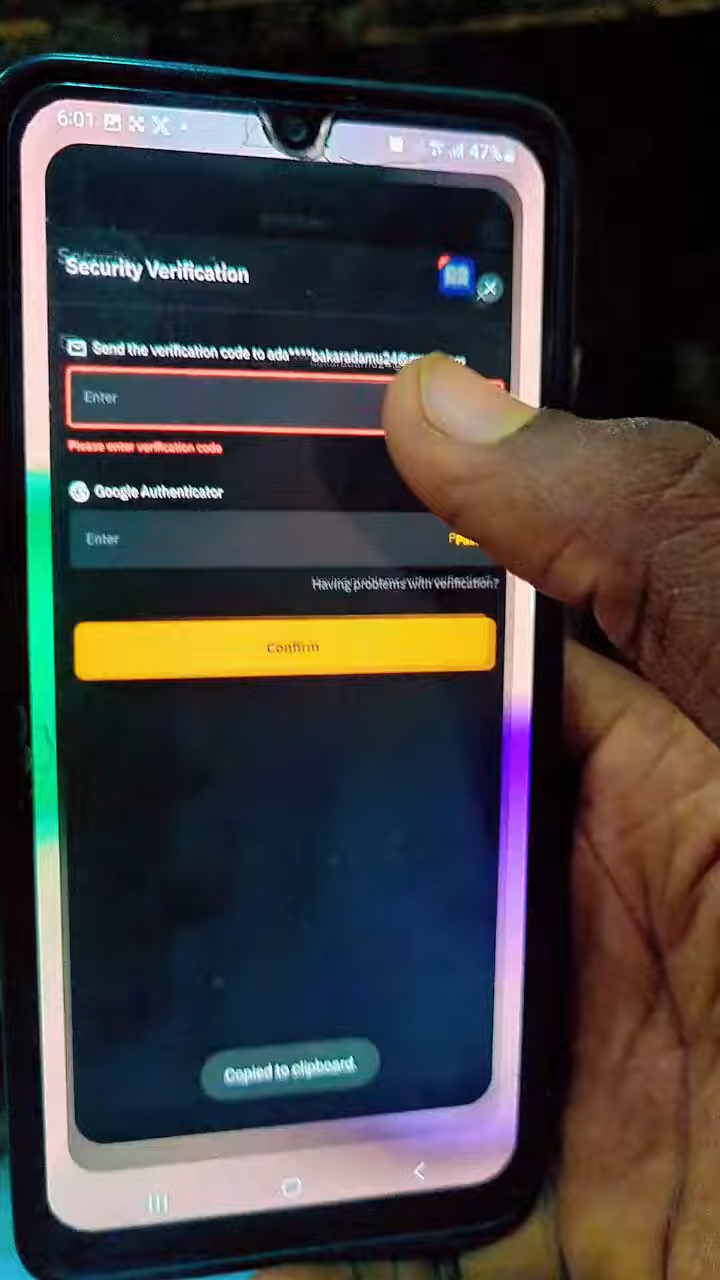 6:01
47%
Security Verification
Send the verification code to ada****bakaradamu24@
Enter
Please enter verification code
Google Authenticator
Enter
Having problems with verification?
Confirm
Copied to clipboard.